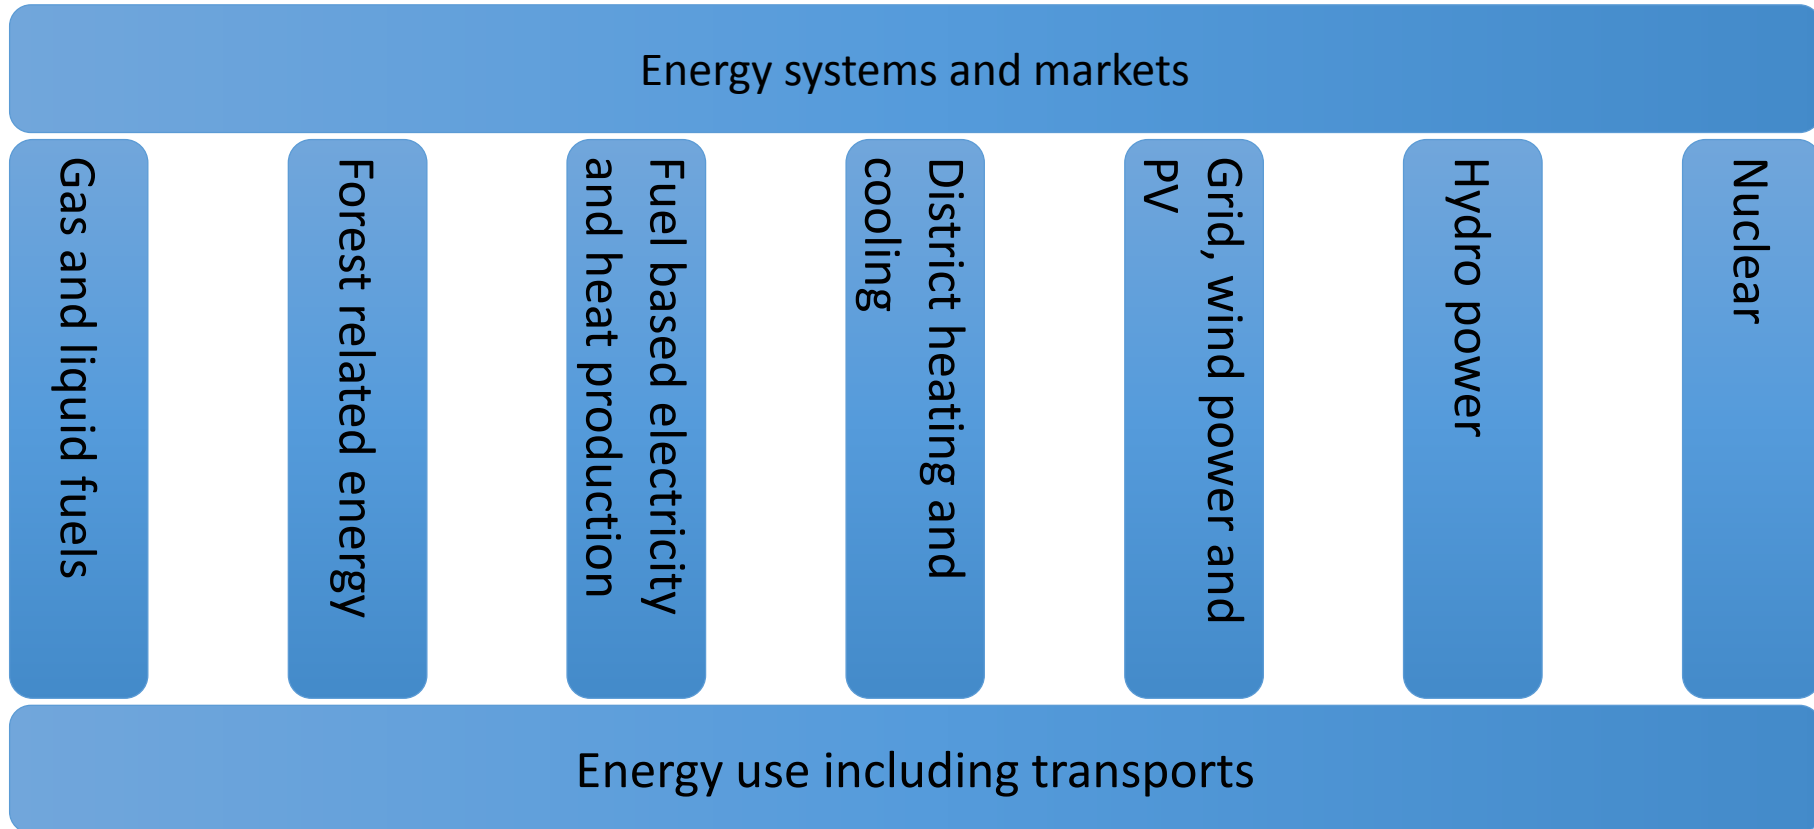 Energy systems and markets
Gas and liquid fuels
Forest related energy
Fuel based electricity
and heat production
District heating and
cooling
Grid, wind power and
PV
Hydro power
Nuclear
Energy use including transports